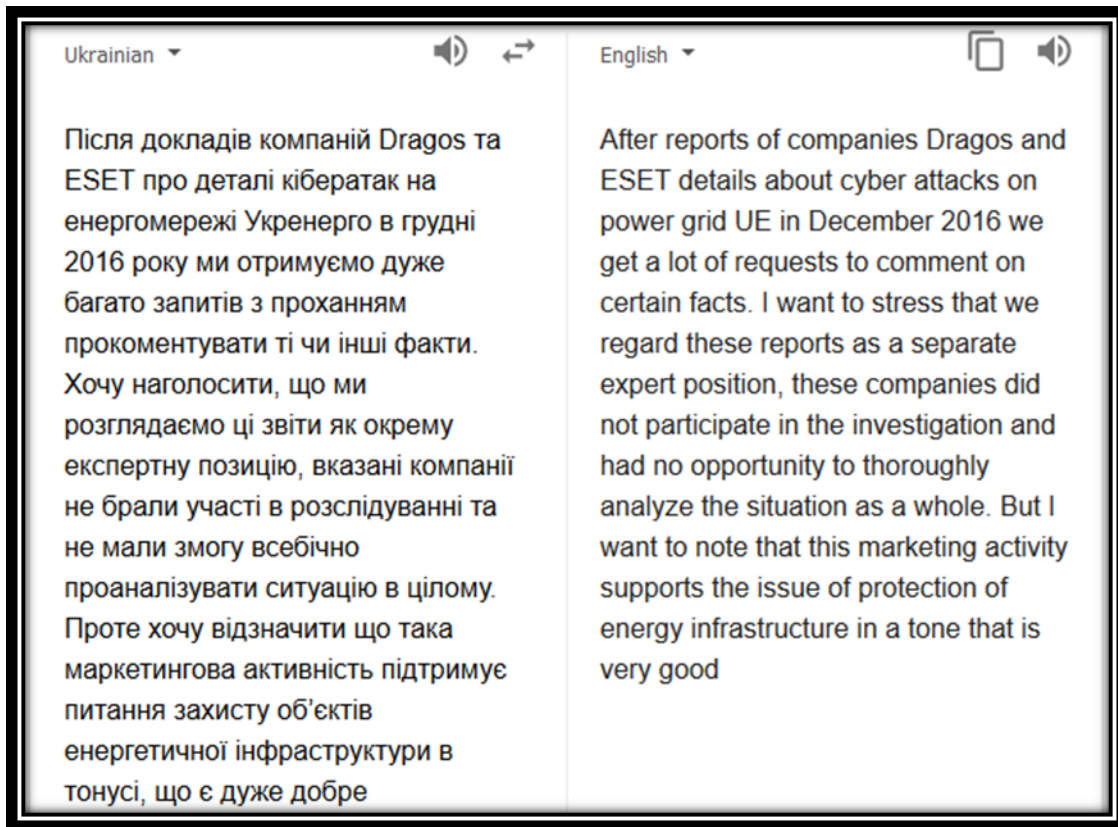 Ukrainian
English
Після докладів компаній Dragos та
ESET про деталі кібератак на
енергомережі Укренерго в грудні
2016 року ми отримуємо дуже
багато запитів з проханням
прокоментувати ті чи інші факти.
Хочу наголосити, що ми
розглядаємо ці звіти як окрему
експертну позицію, вказані компанії
не брали участі в розслідуванні та
не мали змогу всебічно
проаналізувати ситуацію в цілому.
Проте хочу відзначити що така
маркетингова активність підтримує
питання захисту об’єктів
енергетичної інфраструктури в
тонусі, що є дуже добре
After reports of companies Dragos and
ESET details about cyber attacks on
power grid UE in December 2016 we
get a lot of requests to comment on
certain facts. I want to stress that we
regard these reports as a separate
expert position, these companies did
not participate in the investigation and
had no opportunity to thoroughly
analyze the situation as a whole. But I
want to note that this marketing activity
supports the issue of protection of
energy infrastructure in a tone that is
very good